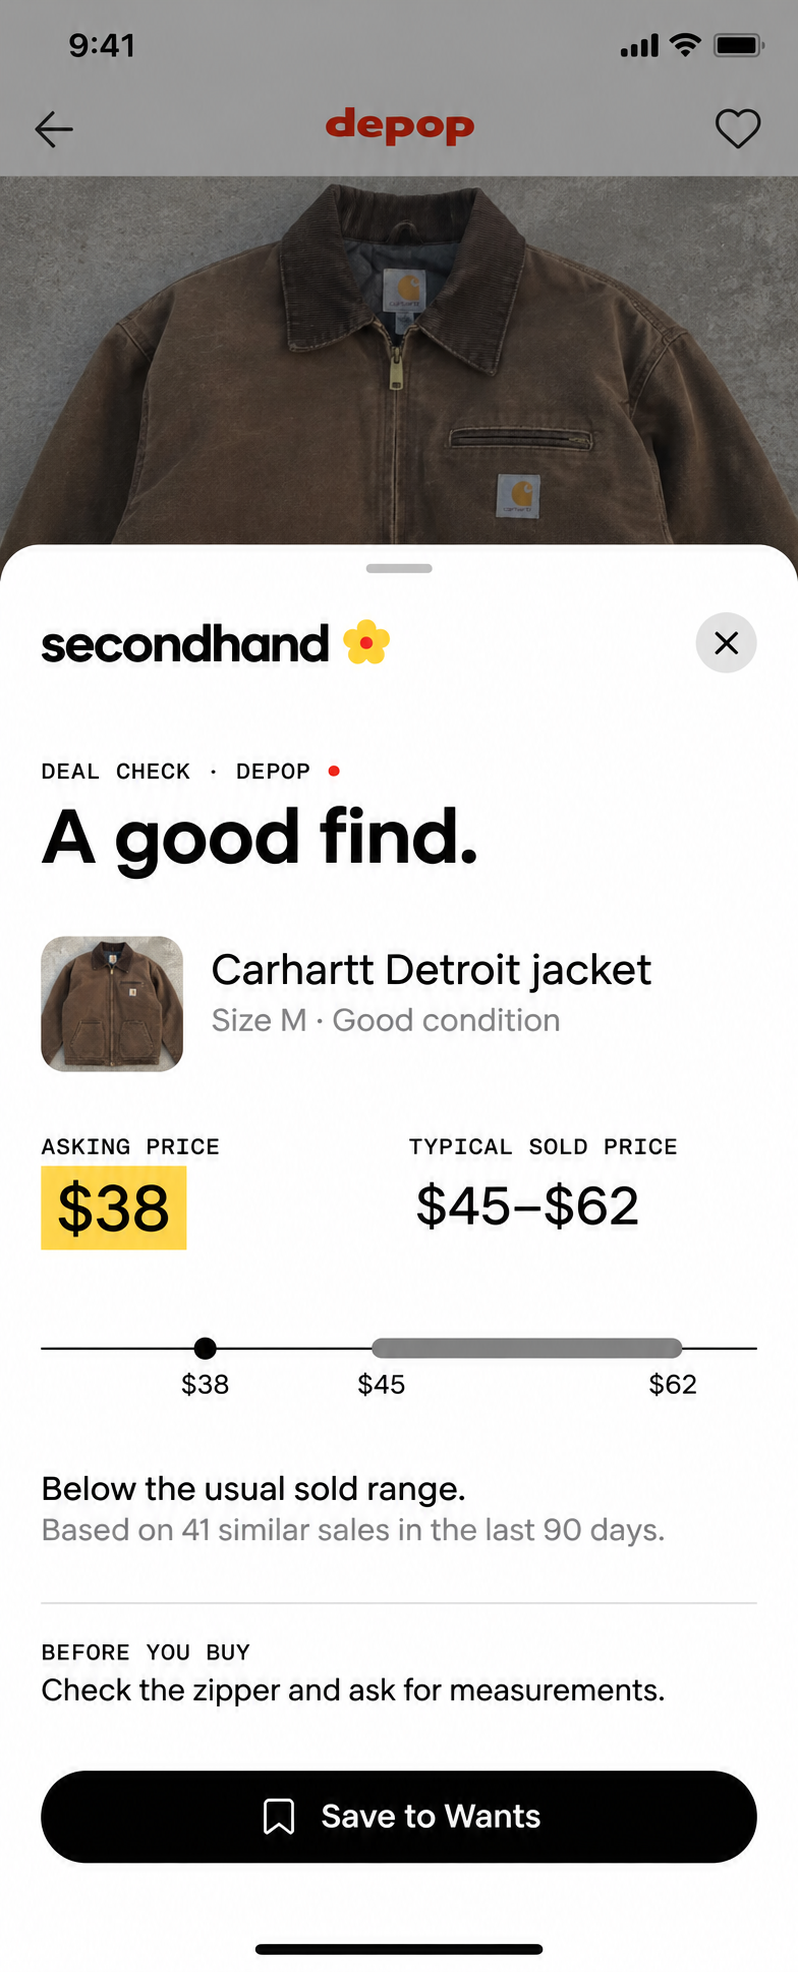 9:41
depop
carhartt
secondhand
DEAL CHECK · DEPOP
A good find.
Carhartt Detroit jacket
Size M · Good condition
ASKING PRICE
TYPICAL SOLD PRICE
$38
$45–$62
$38
$45
$62
Below the usual sold range.
Based on 41 similar sales in the last 90 days.
BEFORE YOU BUY
Check the zipper and ask for measurements.
Save to Wants